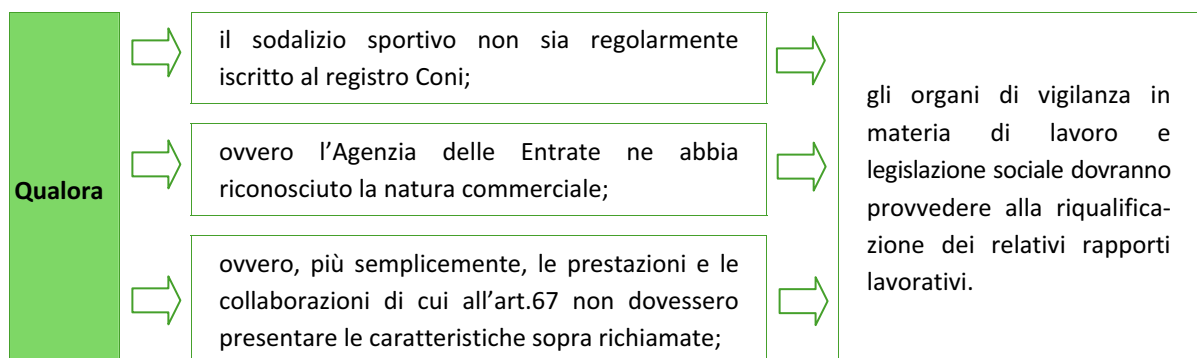 Qualora
il sodalizio sportivo non sia regolarmente
iscritto al registro Coni;
ovvero l’Agenzia delle Entrate ne abbia
riconosciuto la natura commerciale;
ovvero, più semplicemente, le prestazioni e le
collaborazioni di cui all’art.67 non dovessero
presentare le caratteristiche sopra richiamate;
gli organi di vigilanza in
materia di lavoro e
legislazione sociale dovranno
provvedere alla riqualifica-
zione dei relativi rapporti
lavorativi.